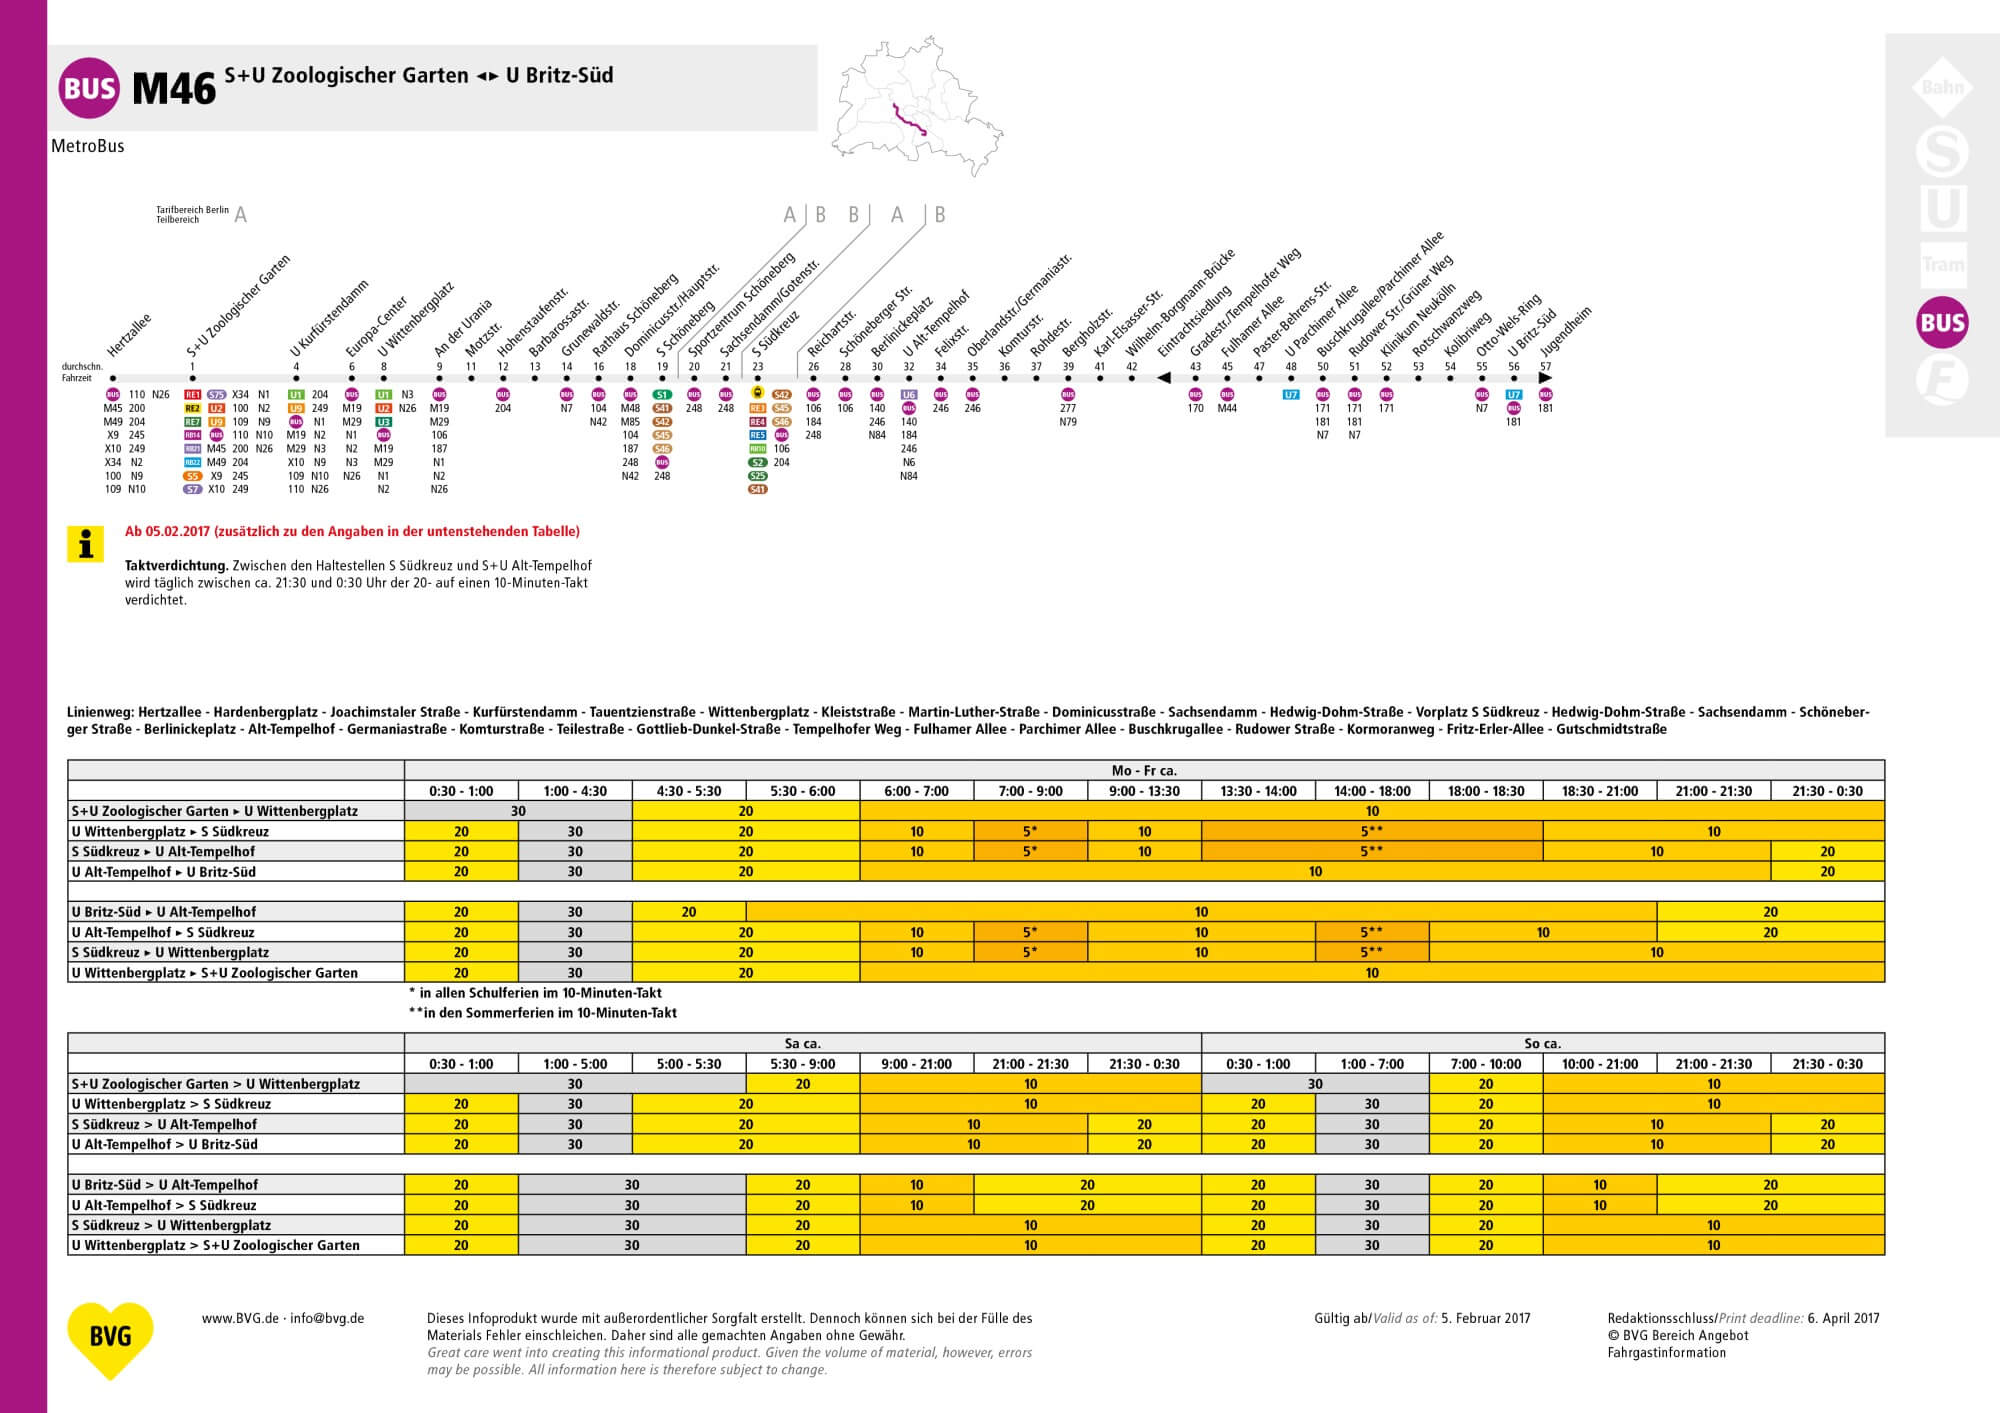 BUS M46 S+U Zoologischer Garten ◂▸ U Britz-Süd
MetroBus
Bahn
S
U
Tram
BUS
F
Tarifbereich Berlin
Teilbereich
A
A B B A B
Hertzallee
S+U Zoologischer Garten
U Kurfürstendamm
Europa-Center
U Wittenbergplatz
An der Urania
Motzstr.
Hohenstaufenstr.
Barbarossastr.
Grunewaldstr.
Rathaus Schöneberg
Dominicusstr./Hauptstr.
S Schöneberg
Sportzentrum Schöneberg
Sachsendamm/Gotenstr.
S Südkreuz
Reichartstr.
Schöneberger Str.
Berlinickeplatz
U Alt-Tempelhof
Felixstr.
Oberlandstr./Germaniastr.
Komturstr.
Rohdestr.
Bergholzstr.
Karl-Elsasser-Str.
Wilhelm-Borgmann-Brücke
Eintrachtsiedlung
Gradestr./Tempelhofer Weg
Fulhamer Allee
Paster-Behrens-Str.
U Parchimer Allee
Buschkrugallee/Parchimer Allee
Rudower Str./Grüner Weg
Klinikum Neukölln
Rotschwanzweg
Kolibriweg
Otto-Wels-Ring
U Britz-Süd
Jugendheim
durchschn.
Fahrzeit
1 4 6 8 9 11 12 13 14 16 18 19 20 21 23 26 28 30 32 34 35 36 37 39 41 42 43 45 47 48 50 51 52 53 54 55 56 57
BUS 110 N26
M45 200
M49 204
X9 245
X10 249
X34 N2
100 N9
109 N10
RE1 S75 X34 N1
RE2 U2 100 N2
RE7 U9 109 N9
RB14 BUS 110 N10
RB21 M45 200 N26
RB22 M49 204
S5 X9 245
S7 X10 249
U1 204
U9 249
BUS N1
M19 N2
M29 N3
X10 N9
109 N10
110 N26
BUS
M19
M29
N1
N2
N3
N26
U1 N3
U2 N26
U3
BUS
M19
M29
N1
N2
BUS
M19
M29
106
187
N1
N2
N26
BUS
204
BUS
N7
BUS
104
N42
BUS
M48
M85
104
187
248
N42
S1
S41
S42
S45
S46
BUS
248
BUS
248
BUS
248
S42
RE3 S45
RE4 S46
RE5 BUS
RB10 106
S2 204
S25
S41
BUS
106
184
248
BUS
106
BUS
140
246
N84
U6
BUS
140
184
246
N6
N84
BUS
246
BUS
246
BUS
277
N79
BUS
170
BUS
M44
U7
BUS
171
181
N7
BUS
171
181
N7
BUS
171
BUS
N7
U7
BUS
181
BUS
181
i
Ab 05.02.2017 (zusätzlich zu den Angaben in der untenstehenden Tabelle)
Taktverdichtung. Zwischen den Haltestellen S Südkreuz und S+U Alt-Tempelhof
wird täglich zwischen ca. 21:30 und 0:30 Uhr der 20- auf einen 10-Minuten-Takt
verdichtet.
Linienweg: Hertzallee - Hardenbergplatz - Joachimstaler Straße - Kurfürstendamm - Tauentzienstraße - Wittenbergplatz - Kleiststraße - Martin-Luther-Straße - Dominicusstraße - Sachsendamm - Hedwig-Dohm-Straße - Vorplatz S Südkreuz - Hedwig-Dohm-Straße - Sachsendamm - Schöneber-
ger Straße - Berlinickeplatz - Alt-Tempelhof - Germaniastraße - Komturstraße - Teilestraße - Gottlieb-Dunkel-Straße - Tempelhofer Weg - Fulhamer Allee - Parchimer Allee - Buschkrugallee - Rudower Straße - Kormoranweg - Fritz-Erler-Allee - Gutschmidtstraße
Mo - Fr ca.
0:30 - 1:00 1:00 - 4:30 4:30 - 5:30 5:30 - 6:00 6:00 - 7:00 7:00 - 9:00 9:00 - 13:30 13:30 - 14:00 14:00 - 18:00 18:00 - 18:30 18:30 - 21:00 21:00 - 21:30 21:30 - 0:30
S+U Zoologischer Garten ▸ U Wittenbergplatz 30 20 10
U Wittenbergplatz ▸ S Südkreuz 20 30 20 10 5* 10 5** 10
S Südkreuz ▸ U Alt-Tempelhof 20 30 20 10 5* 10 5** 10 20
U Alt-Tempelhof ▸ U Britz-Süd 20 30 20 10 20
U Britz-Süd ▸ U Alt-Tempelhof 20 30 20 10 20
U Alt-Tempelhof ▸ S Südkreuz 20 30 20 10 5* 10 5** 10 20
S Südkreuz ▸ U Wittenbergplatz 20 30 20 10 5* 10 5** 10
U Wittenbergplatz ▸ S+U Zoologischer Garten 20 30 20 10
* in allen Schulferien im 10-Minuten-Takt
**in den Sommerferien im 10-Minuten-Takt
Sa ca. So ca.
0:30 - 1:00 1:00 - 5:00 5:00 - 5:30 5:30 - 9:00 9:00 - 21:00 21:00 - 21:30 21:30 - 0:30 0:30 - 1:00 1:00 - 7:00 7:00 - 10:00 10:00 - 21:00 21:00 - 21:30 21:30 - 0:30
S+U Zoologischer Garten > U Wittenbergplatz 30 20 10 30 20 10
U Wittenbergplatz > S Südkreuz 20 30 20 10 20 30 20 10
S Südkreuz > U Alt-Tempelhof 20 30 20 10 20 20 30 20 10 20
U Alt-Tempelhof > U Britz-Süd 20 30 20 10 20 20 30 20 10 20
U Britz-Süd > U Alt-Tempelhof 20 30 20 10 20 20 30 20 10 20
U Alt-Tempelhof > S Südkreuz 20 30 20 10 20 20 30 20 10 20
S Südkreuz > U Wittenbergplatz 20 30 20 10 20 30 20 10
U Wittenbergplatz > S+U Zoologischer Garten 20 30 20 10 20 30 20 10
BVG
www.BVG.de · info@bvg.de
Dieses Infoprodukt wurde mit außerordentlicher Sorgfalt erstellt. Dennoch können sich bei der Fülle des
Materials Fehler einschleichen. Daher sind alle gemachten Angaben ohne Gewähr.
Great care went into creating this informational product. Given the volume of material, however, errors
may be possible. All information here is therefore subject to change.
Gültig ab/Valid as of: 5. Februar 2017
Redaktionsschluss/Print deadline: 6. April 2017
© BVG Bereich Angebot
Fahrgastinformation